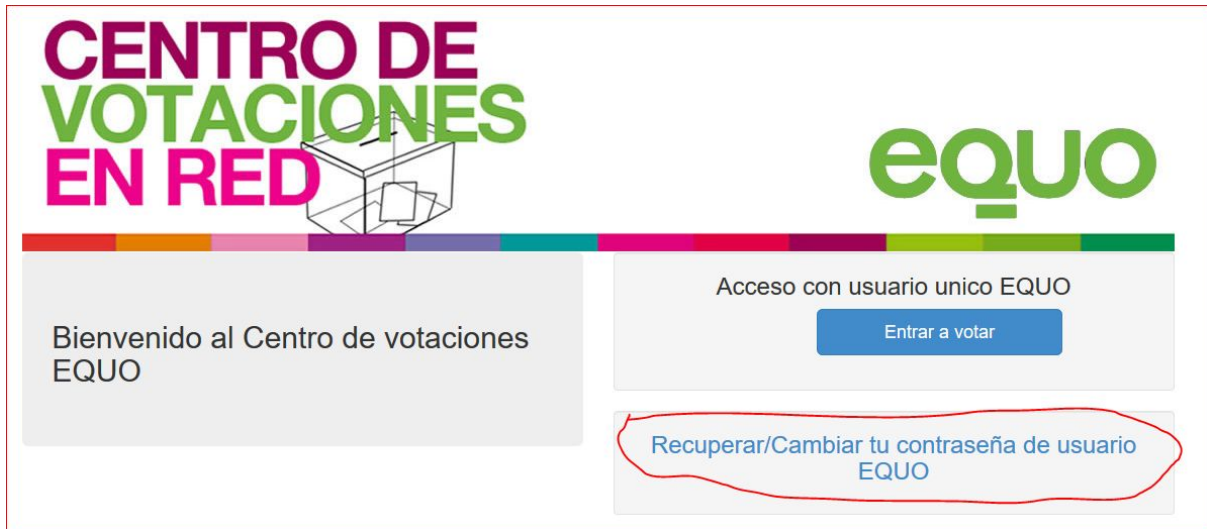 CENTRO DE
VOTACIONES
EN RED
equo
Bienvenido al Centro de votaciones
EQUO
Acceso con usuario unico EQUO
Entrar a votar
Recuperar/Cambiar tu contraseña de usuario
EQUO